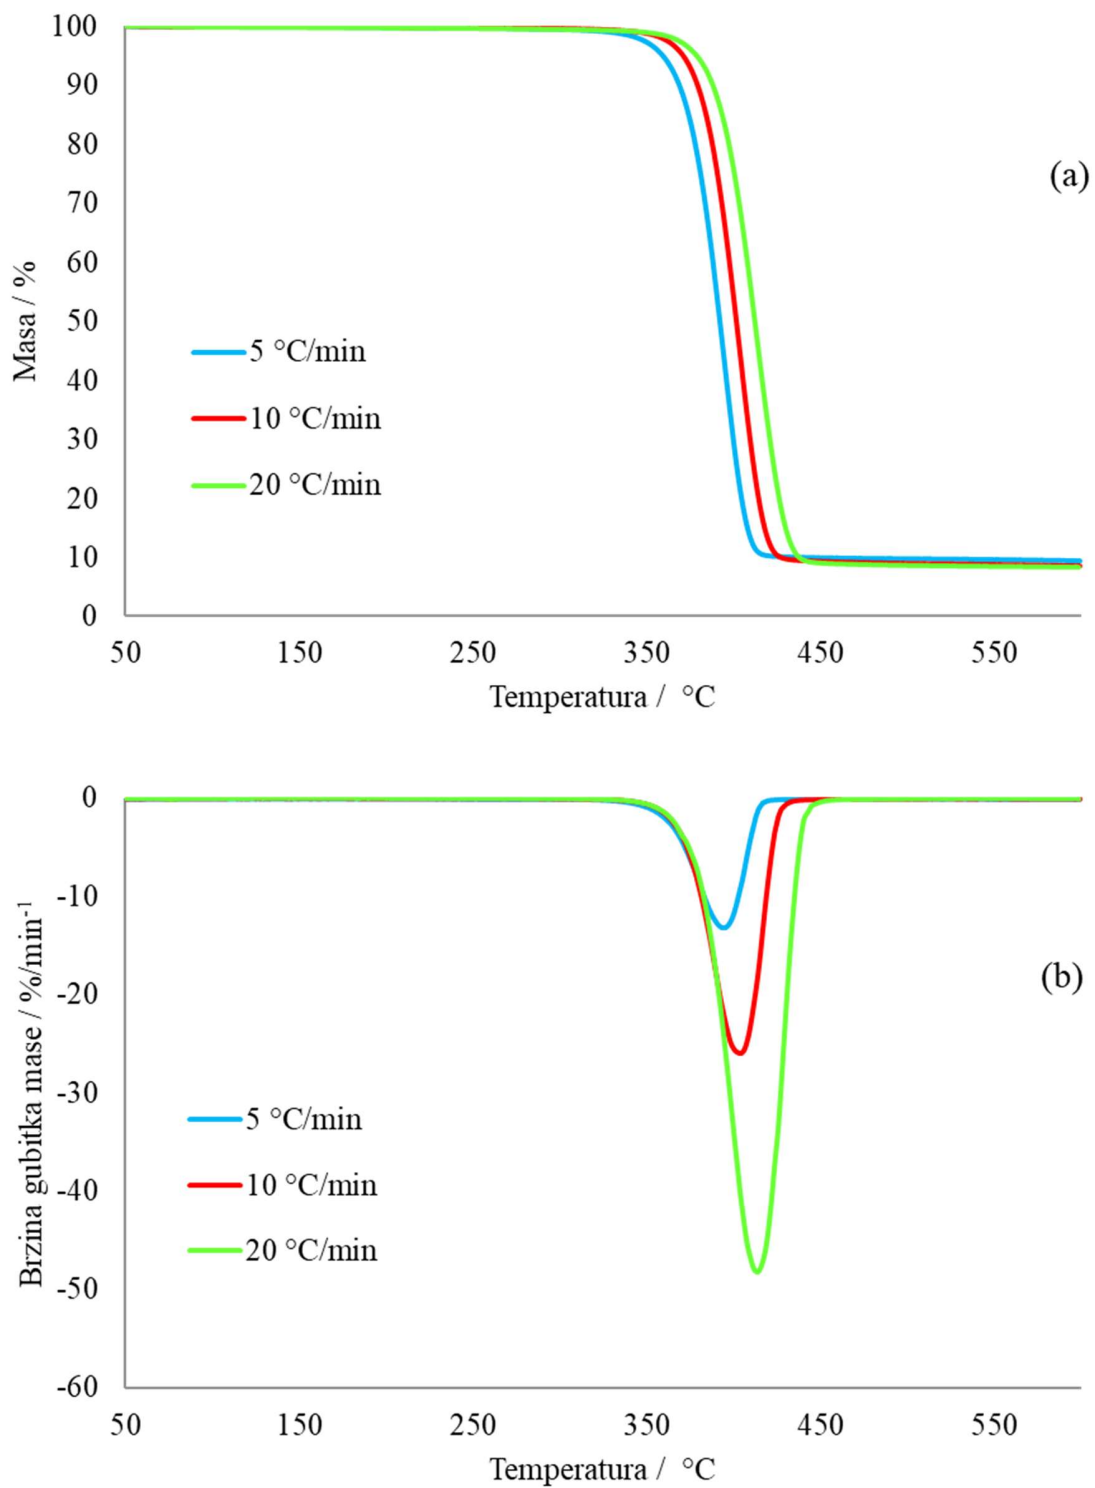 100
90
80
70
60
50
40
30
20
10
0
Masa / %
5 °C/min
10 °C/min
20 °C/min
(a)
50 150 250 350 450 550
Temperatura / °C
0
-10
-20
-30
-40
-50
-60
Brzina gubitka mase / %/min⁻¹
5 °C/min
10 °C/min
20 °C/min
(b)
50 150 250 350 450 550
Temperatura / °C